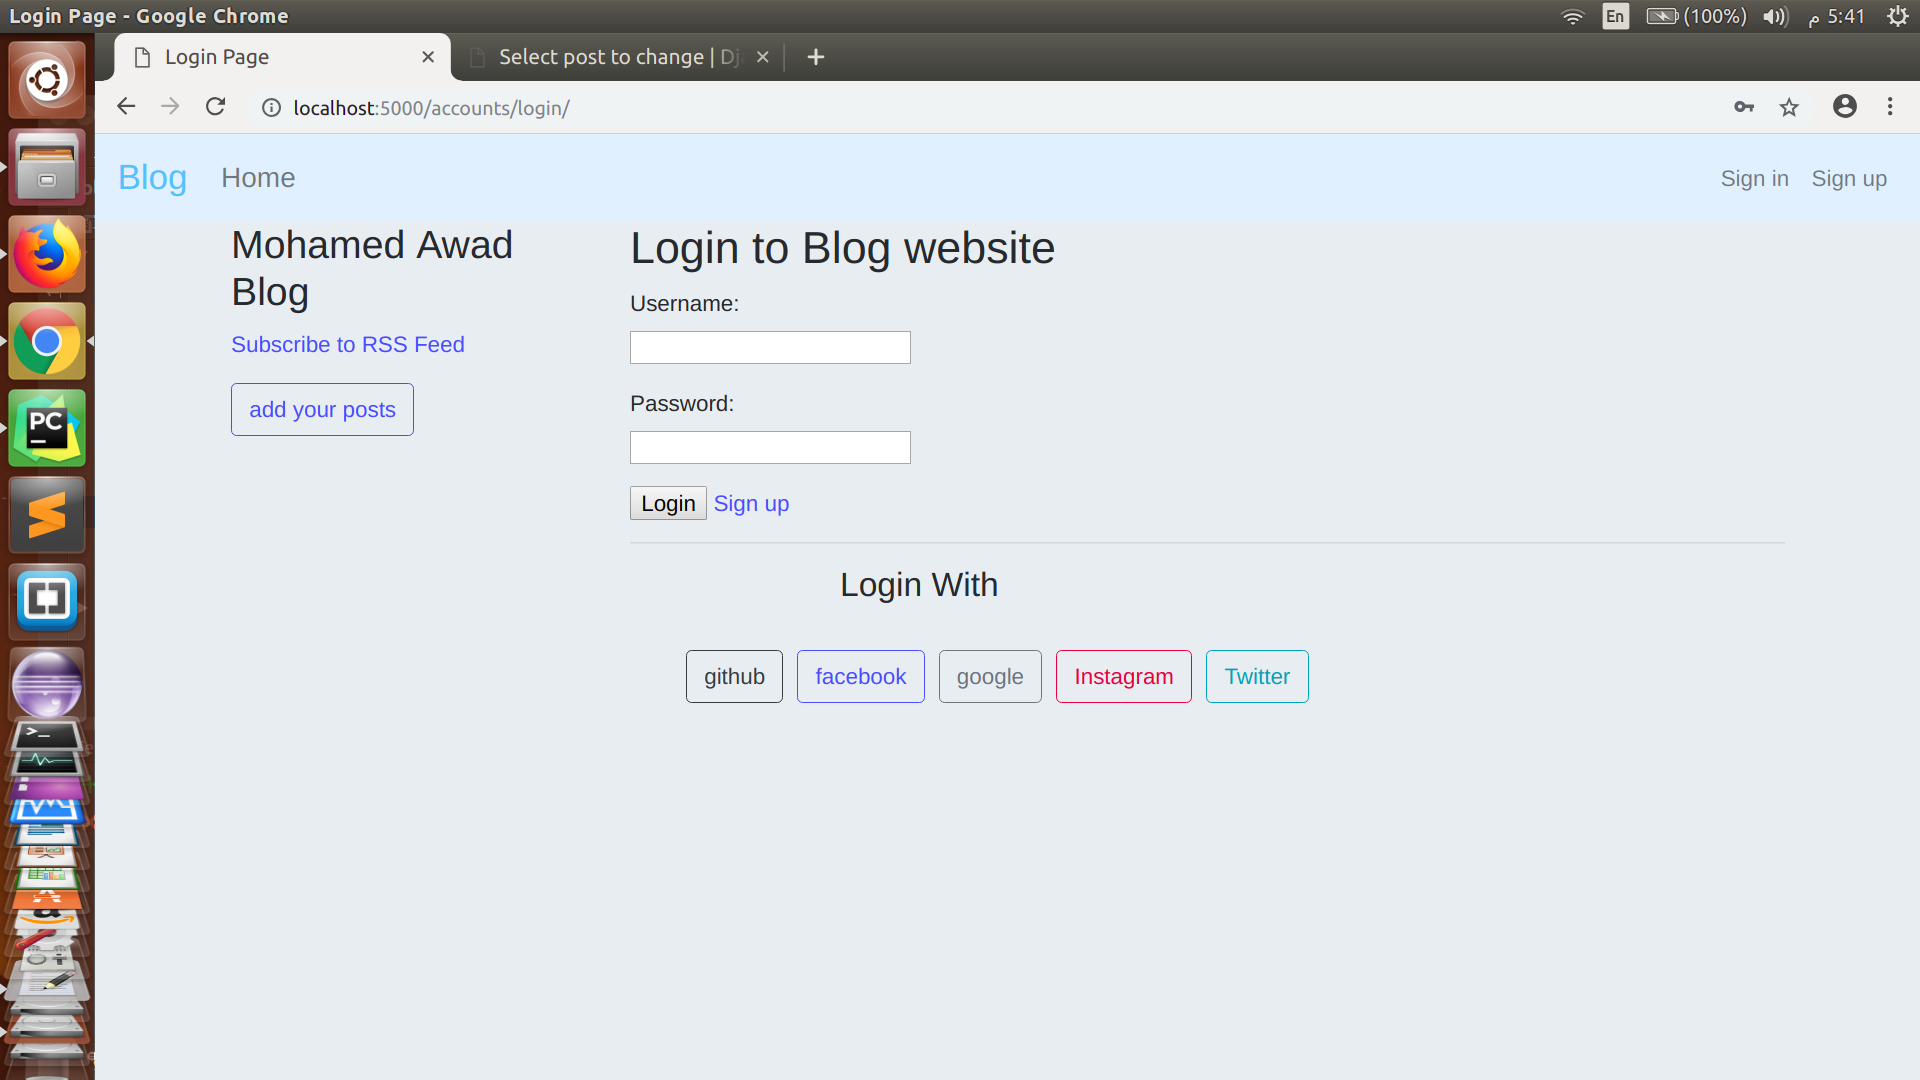 Login Page - Google Chrome
En
(100%)
5:41 م
Login Page
Select post to change | Dj
localhost:5000/accounts/login/
Blog
Home
Sign in
Sign up
Mohamed Awad
Blog
Subscribe to RSS Feed
add your posts
Login to Blog website
Username:
Password:
Login
Sign up
Login With
github
facebook
google
Instagram
Twitter
PC